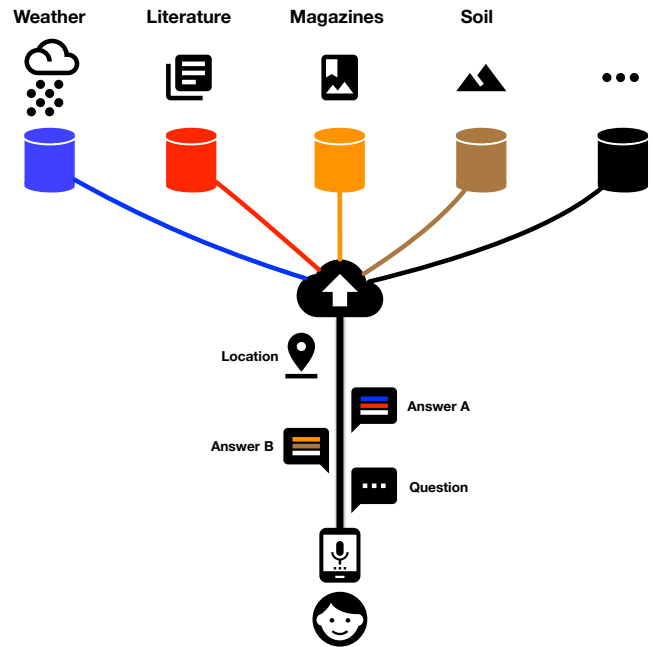 Weather
Literature
Magazines
Soil
Location
Answer A
Answer B
Question